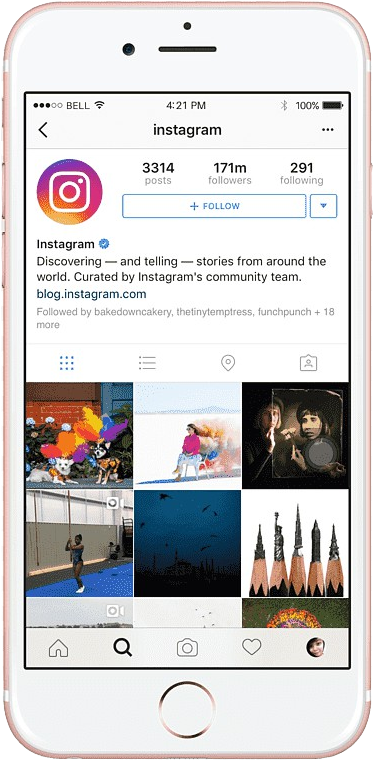 BELL 4:21 PM 100%
instagram
3314 171m 291
posts followers following
+ FOLLOW
Instagram
Discovering — and telling — stories from around the
world. Curated by Instagram's community team.
blog.instagram.com
Followed by bakedowncakery, thetinytemptress, funchpunch + 18
more